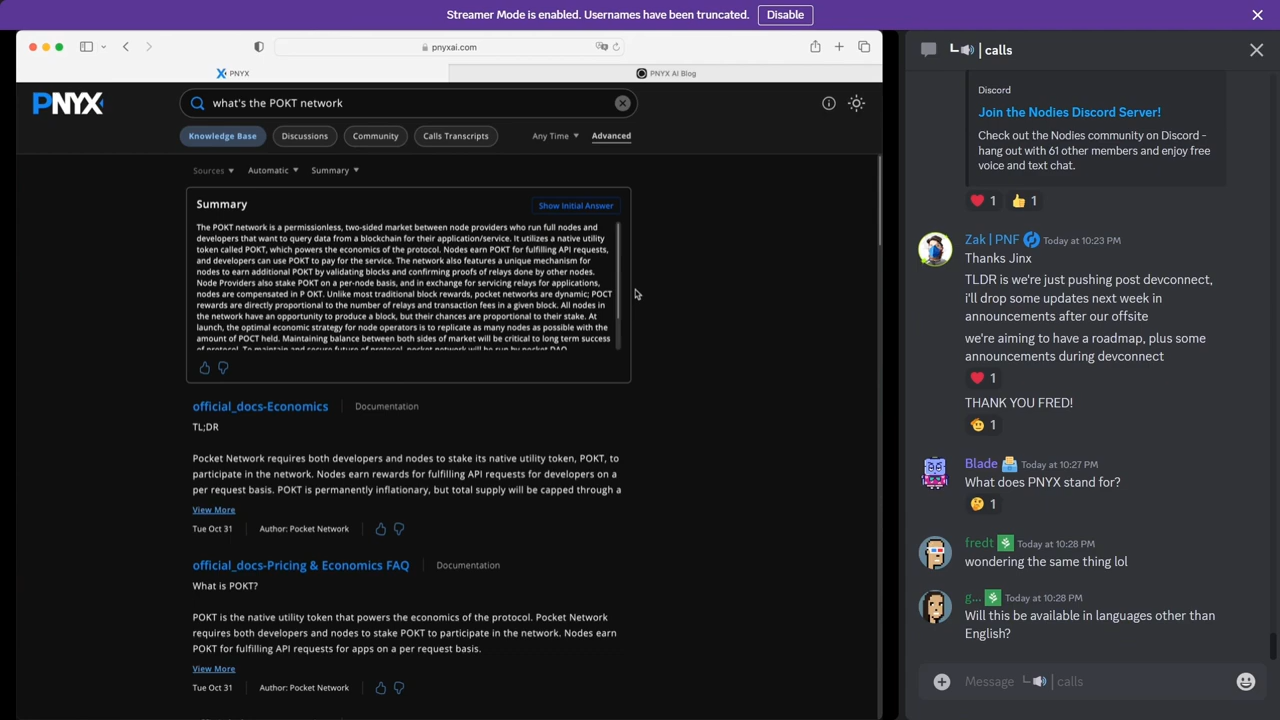 Streamer Mode is enabled. Usernames have been truncated. Disable
pnyxai.com
PNYX
PNYX AI Blog
PNYX
what's the POKT network
Knowledge Base
Discussions
Community
Calls Transcripts
Any Time
Advanced
Sources
Automatic
Summary
Summary
Show Initial Answer
The POKT network is a permissionless, two-sided market between node providers who run full nodes and
developers that want to query data from a blockchain for their application/service. It utilizes a native utility
token called POKT, which powers the economics of the protocol. Nodes earn POKT for fulfilling API requests,
and developers can use POKT to pay for the service. The network also features a unique mechanism for
nodes to earn additional POKT by validating blocks and confirming proofs of relays done by other nodes.
Node Providers also stake POKT on a per-node basis, and in exchange for servicing relays for applications,
nodes are compensated in P OKT. Unlike most traditional block rewards, pocket networks are dynamic; POCT
rewards are directly proportional to the number of relays and transaction fees in a given block. All nodes in
the network have an opportunity to produce a block, but their chances are proportional to their stake. At
launch, the optimal economic strategy for node operators is to replicate as many nodes as possible with the
amount of POCT held. Maintaining balance between both sides of market will be critical to long term success
of protocol. To maintain and secure future of protocol, pocket network will be run by pocket DAO
official_docs-Economics
Documentation
TL;DR
Pocket Network requires both developers and nodes to stake its native utility token, POKT, to
participate in the network. Nodes earn rewards for fulfilling API requests for developers on a
per request basis. POKT is permanently inflationary, but total supply will be capped through a
View More
Tue Oct 31
Author: Pocket Network
official_docs-Pricing & Economics FAQ
Documentation
What is POKT?
POKT is the native utility token that powers the economics of the protocol. Pocket Network
requires both developers and nodes to stake POKT to participate in the network. Nodes earn
POKT for fulfilling API requests for apps on a per request basis.
View More
Tue Oct 31
Author: Pocket Network
calls
Discord
Join the Nodies Discord Server!
Check out the Nodies community on Discord -
hang out with 61 other members and enjoy free
voice and text chat.
1
1
Zak | PNF Today at 10:23 PM
Thanks Jinx
TLDR is we're just pushing post devconnect,
i'll drop some updates next week in
announcements after our offsite
we're aiming to have a roadmap, plus some
announcements during devconnect
1
THANK YOU FRED!
1
Blade Today at 10:27 PM
What does PNYX stand for?
1
fredt Today at 10:28 PM
wondering the same thing lol
g... Today at 10:28 PM
Will this be available in languages other than
English?
Message calls